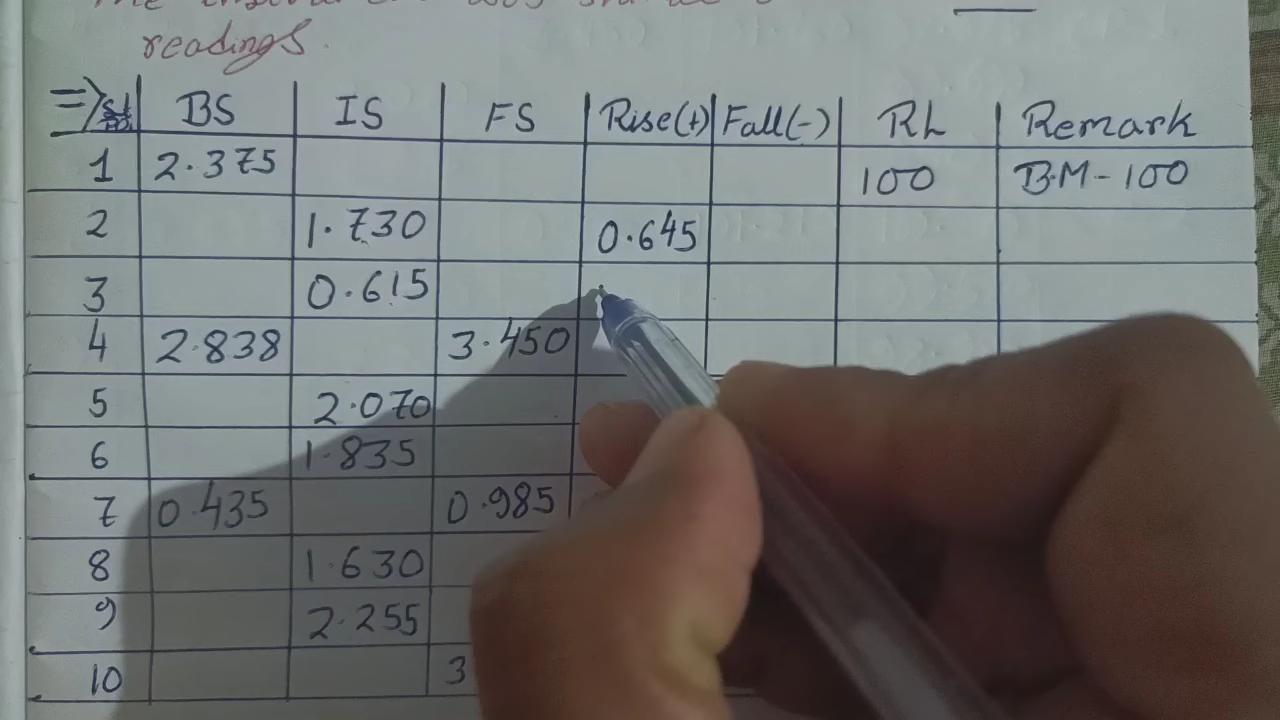 readings.
=> BS IS FS Rise(+) Fall(-) RL Remark
1 2.375 100 B.M - 100
2 1.730 0.645
3 0.615
4 2.838 3.450
5 2.070
6 1.835
7 0.435 0.985
8 1.630
9 2.255
10 3